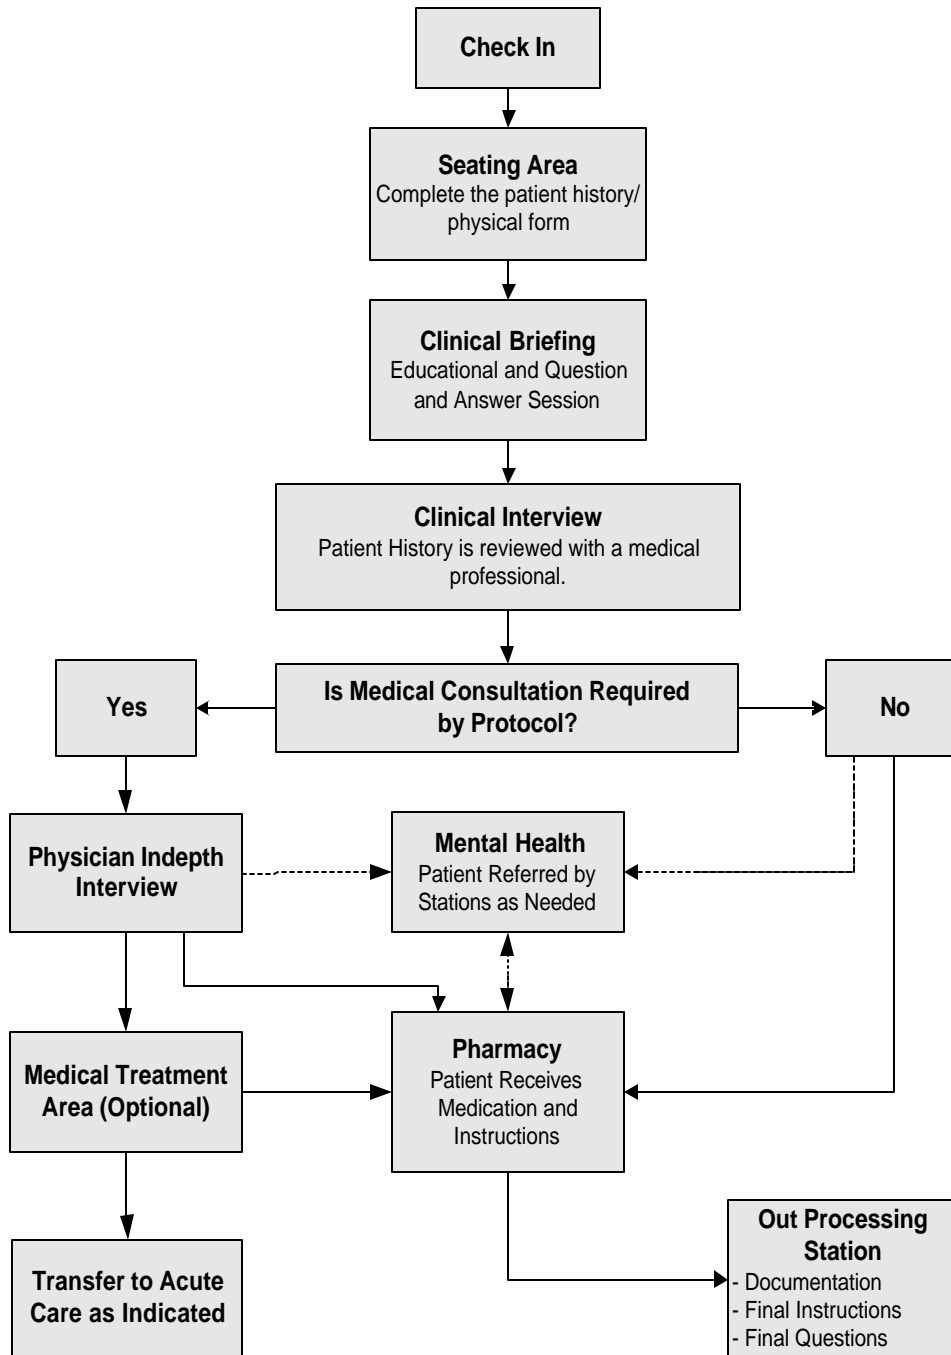 Check In
Seating Area
Complete the patient history/
physical form
Clinical Briefing
Educational and Question
and Answer Session
Clinical Interview
Patient History is reviewed with a medical
professional.
Is Medical Consultation Required
by Protocol?
Yes
No
Physician Indepth
Interview
Mental Health
Patient Referred by
Stations as Needed
Medical Treatment
Area (Optional)
Pharmacy
Patient Receives
Medication and
Instructions
Transfer to Acute
Care as Indicated
Out Processing
Station
- Documentation
- Final Instructions
- Final Questions